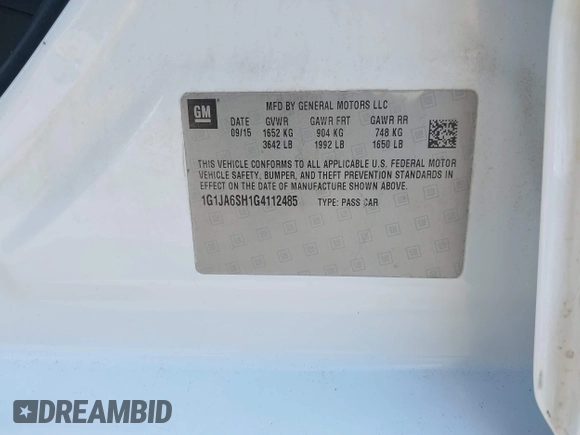 GM
MFD BY GENERAL MOTORS LLC
DATE GVWR GAWR FRT GAWR RR
09/15 1652 KG 904 KG 748 KG
3642 LB 1992 LB 1650 LB
THIS VEHICLE CONFORMS TO ALL APPLICABLE U.S. FEDERAL MOTOR
VEHICLE SAFETY, BUMPER, AND THEFT PREVENTION STANDARDS IN
EFFECT ON THE DATE OF MANUFACTURE SHOWN ABOVE.
1G1JA6SH1G4112485 TYPE: PASS CAR
DREAMBID